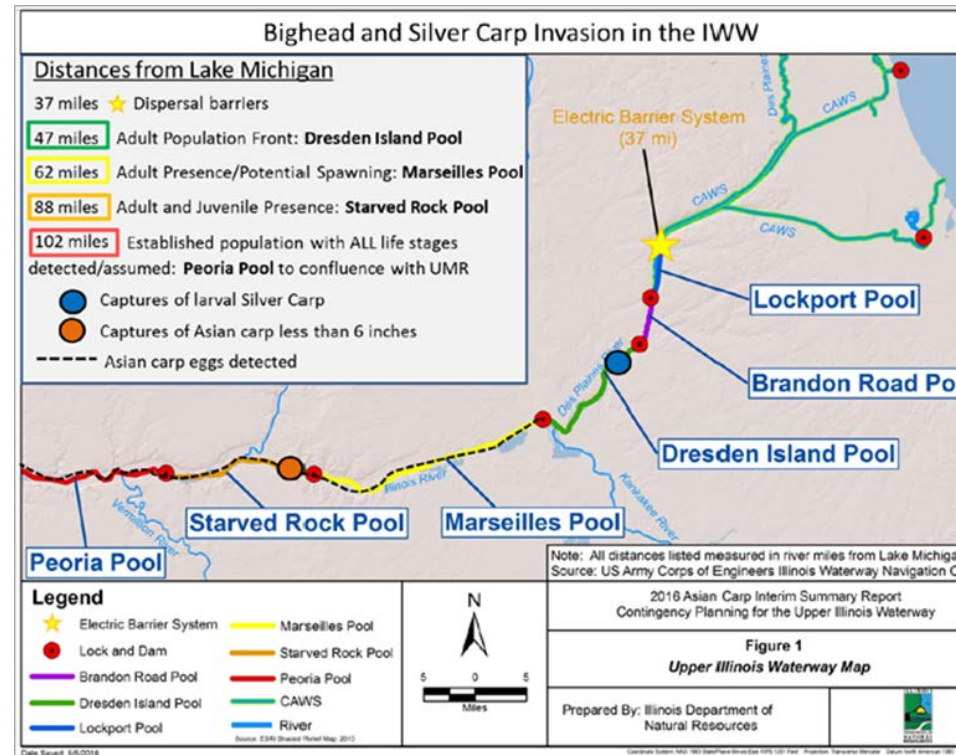 Bighead and Silver Carp Invasion in the IWW
Distances from Lake Michigan
37 miles Dispersal barriers
47 miles Adult Population Front: Dresden Island Pool
62 miles Adult Presence/Potential Spawning: Marseilles Pool
88 miles Adult and Juvenile Presence: Starved Rock Pool
102 miles Established population with ALL life stages
detected/assumed: Peoria Pool to confluence with UMR
Captures of larval Silver Carp
Captures of Asian carp less than 6 inches
Asian carp eggs detected
Des Plaines
CAWS
Electric Barrier System
(37 mi)
CAWS
CAWS
Lockport Pool
Brandon Road Po
Des Plaines River
Dresden Island Pool
Illinois River
Kankakee River
Marseilles Pool
Starved Rock Pool
Vermilion River
Peoria Pool
Note: All distances listed measured in river miles from Lake Michiga
Source: US Army Corps of Engineers Illinois Waterway Navigation C
Legend
Electric Barrier System
Lock and Dam
Brandon Road Pool
Dresden Island Pool
Lockport Pool
Marseilles Pool
Starved Rock Pool
Peoria Pool
CAWS
River
Source: ESRI Shaded Relief Map, 2013
N
5 0 5
Miles
2016 Asian Carp Interim Summary Report
Contingency Planning for the Upper Illinois Waterway
Figure 1
Upper Illinois Waterway Map
Prepared By: Illinois Department of
Natural Resources